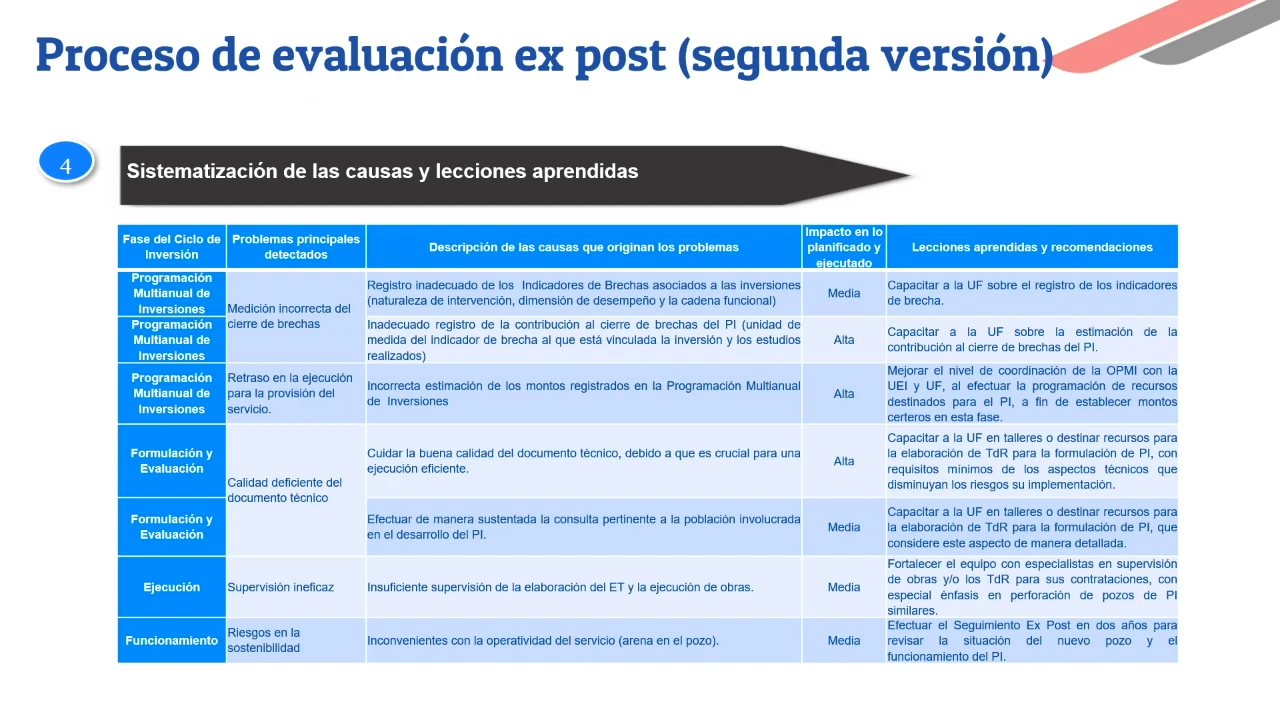 Proceso de evaluación ex post (segunda versión)
4
Sistematización de las causas y lecciones aprendidas
Fase del Ciclo de
Inversión
Problemas principales
detectados
Descripción de las causas que originan los problemas
Impacto en lo
planificado y
ejecutado
Lecciones aprendidas y recomendaciones
Programación
Multianual de
Inversiones
Medición incorrecta del
cierre de brechas
Registro inadecuado de los Indicadores de Brechas asociados a las inversiones
(naturaleza de intervención, dimensión de desempeño y la cadena funcional)
Media
Capacitar a la UF sobre el registro de los indicadores
de brecha.
Programación
Multianual de
Inversiones
Inadecuado registro de la contribución al cierre de brechas del PI (unidad de
medida del indicador de brecha al que está vinculada la inversión y los estudios
realizados)
Alta
Capacitar a la UF sobre la estimación de la
contribución al cierre de brechas del PI.
Programación
Multianual de
Inversiones
Retraso en la ejecución
para la provisión del
servicio.
Incorrecta estimación de los montos registrados en la Programación Multianual
de Inversiones
Alta
Mejorar el nivel de coordinación de la OPMI con la
UEI y UF, al efectuar la programación de recursos
destinados para el PI, a fin de establecer montos
certeros en esta fase.
Formulación y
Evaluación
Calidad deficiente del
documento técnico
Cuidar la buena calidad del documento técnico, debido a que es crucial para una
ejecución eficiente.
Alta
Capacitar a la UF en talleres o destinar recursos para
la elaboración de TdR para la formulación de PI, con
requisitos mínimos de los aspectos técnicos que
disminuyan los riesgos su implementación.
Formulación y
Evaluación
Efectuar de manera sustentada la consulta pertinente a la población involucrada
en el desarrollo del PI.
Media
Capacitar a la UF en talleres o destinar recursos para
la elaboración de TdR para la formulación de PI, que
considere este aspecto de manera detallada.
Ejecución
Supervisión ineficaz
Insuficiente supervisión de la elaboración del ET y la ejecución de obras.
Media
Fortalecer el equipo con especialistas en supervisión
de obras y/o los TdR para sus contrataciones, con
especial énfasis en perforación de pozos de PI
similares.
Funcionamiento
Riesgos en la
sostenibilidad
Inconvenientes con la operatividad del servicio (arena en el pozo).
Media
Efectuar el Seguimiento Ex Post en dos años para
revisar la situación del nuevo pozo y el
funcionamiento del PI.